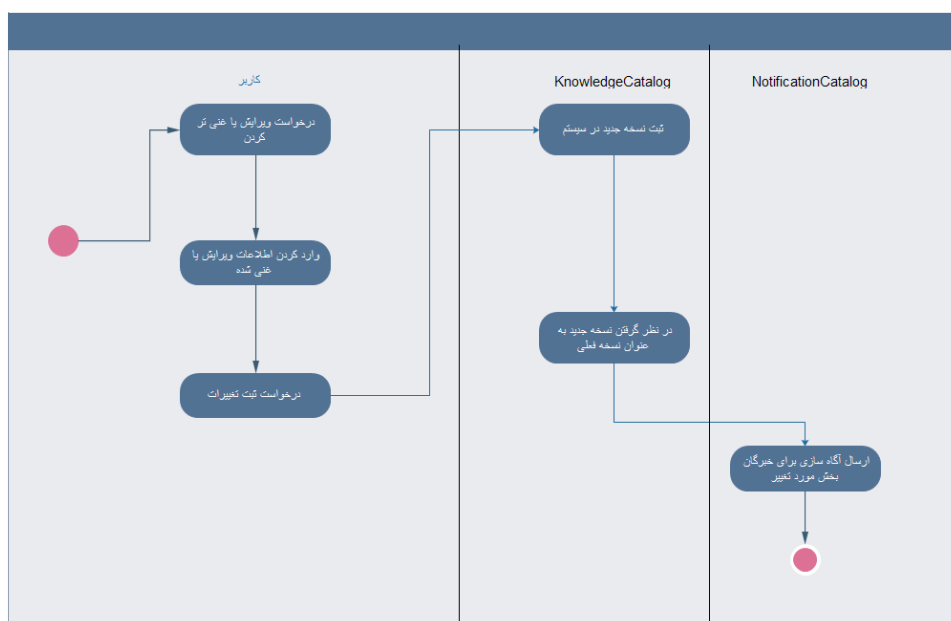 کاربر
KnowledgeCatalog
NotificationCatalog
درخواست ویرایش یا غنی تر
کردن
ثبت نسخه جدید در سیستم
وارد کردن اطلاعات ویرایش یا
غنی شده
در نظر گرفتن نسخه جدید به
عنوان نسخه فعلی
درخواست ثبت تغییرات
ارسال آگاه سازی برای خبرگان
بخش مورد تغییر